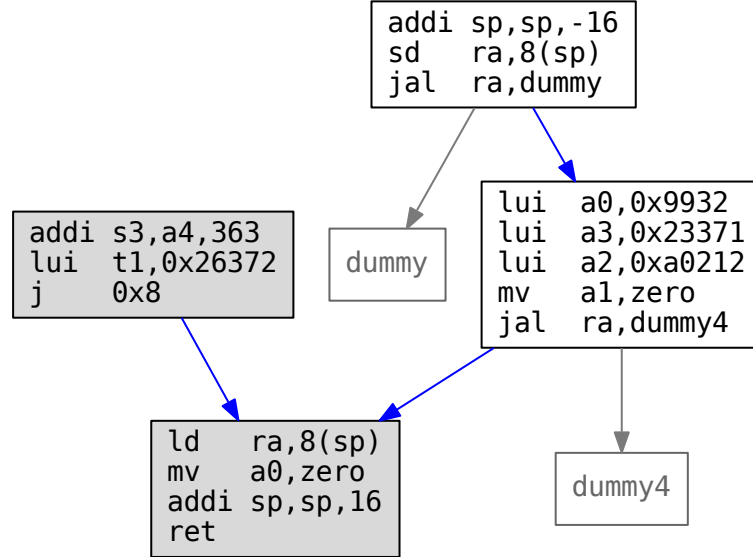 addi sp,sp,-16
sd   ra,8(sp)
jal  ra,dummy
lui  a0,0x9932
lui  a3,0x23371
lui  a2,0xa0212
mv   a1,zero
jal  ra,dummy4
addi s3,a4,363
lui  t1,0x26372
j    0x8
dummy
ld   ra,8(sp)
mv   a0,zero
addi sp,sp,16
ret
dummy4